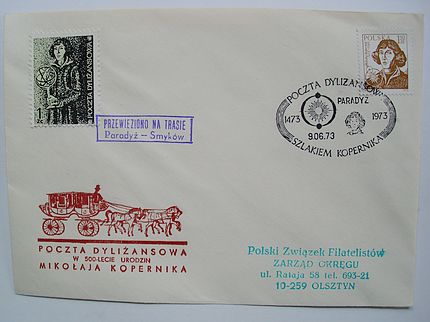 POCZTA DYLIŻANSOWA
1
PRZEWIEZIONO NA TRASIE
Paradyż — Smyków
POLSKA
POCZTA DYLIŻANSOWA
PARADYŻ
1473
1973
9.06.73
SZLAKIEM KOPERNIKA
POCZTA DYLIŻANSOWA
W 500-LECIE URODZIN
MIKOŁAJA KOPERNIKA
Polski Związek Filatelistów
ZARZĄD OKRĘGU
ul. Rataja 58 tel. 693-21
10-259 OLSZTYN